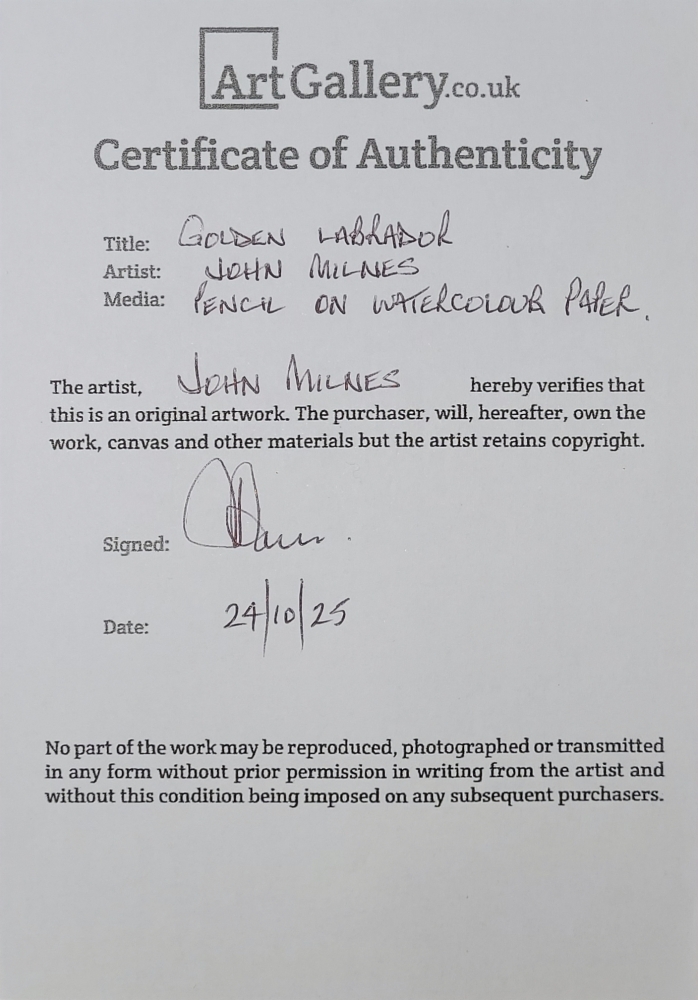 ArtGallery.co.uk
Certificate of Authenticity
Title: GOLDEN LABRADOR
Artist: JOHN MILNES
Media: PENCIL ON WATERCOLOUR PAPER.
The artist, JOHN MILNES hereby verifies that
this is an original artwork. The purchaser, will, hereafter, own the
work, canvas and other materials but the artist retains copyright.
Signed:
Date: 24/10/25
No part of the work may be reproduced, photographed or transmitted
in any form without prior permission in writing from the artist and
without this condition being imposed on any subsequent purchasers.